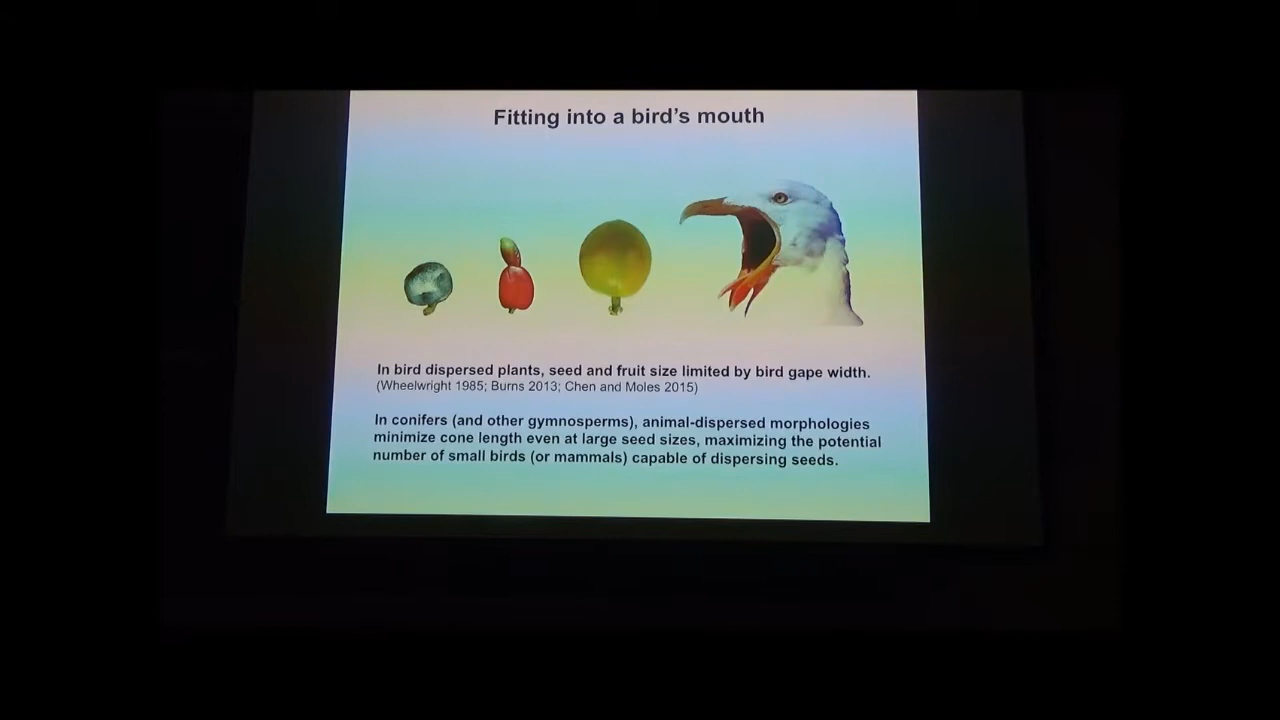 Fitting into a bird's mouth
In bird dispersed plants, seed and fruit size limited by bird gape width.
(Wheelwright 1985; Burns 2013; Chen and Moles 2015)
In conifers (and other gymnosperms), animal-dispersed morphologies
minimize cone length even at large seed sizes, maximizing the potential
number of small birds (or mammals) capable of dispersing seeds.